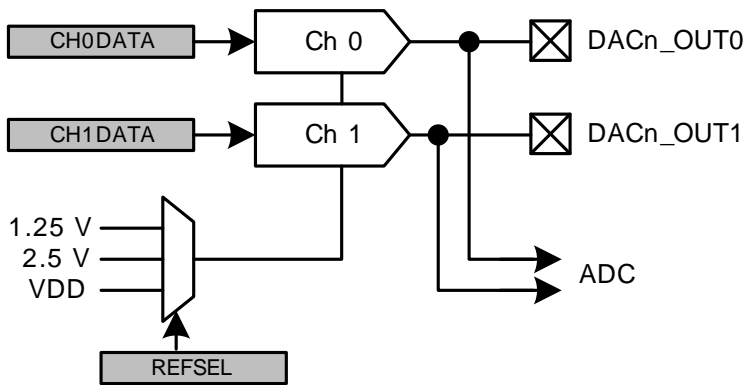 CH0DATA
Ch 0
DACn_OUT0
CH1DATA
Ch 1
DACn_OUT1
1.25 V
2.5 V
VDD
ADC
REFSEL